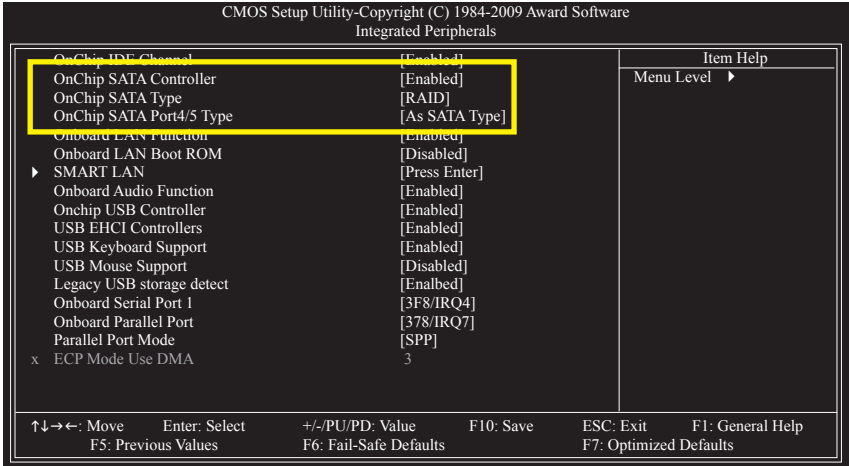 CMOS Setup Utility-Copyright (C) 1984-2009 Award Software
Integrated Peripherals
OnChip IDE Channel [Enabled] Item Help
OnChip SATA Controller [Enabled] Menu Level ▶
OnChip SATA Type [RAID]
OnChip SATA Port4/5 Type [As SATA Type]
Onboard LAN Function [Enabled]
Onboard LAN Boot ROM [Disabled]
▶ SMART LAN [Press Enter]
Onboard Audio Function [Enabled]
Onchip USB Controller [Enabled]
USB EHCI Controllers [Enabled]
USB Keyboard Support [Enabled]
USB Mouse Support [Disabled]
Legacy USB storage detect [Enalbed]
Onboard Serial Port 1 [3F8/IRQ4]
Onboard Parallel Port [378/IRQ7]
Parallel Port Mode [SPP]
x ECP Mode Use DMA 3
↑↓→←: Move Enter: Select +/-/PU/PD: Value F10: Save ESC: Exit F1: General Help
F5: Previous Values F6: Fail-Safe Defaults F7: Optimized Defaults